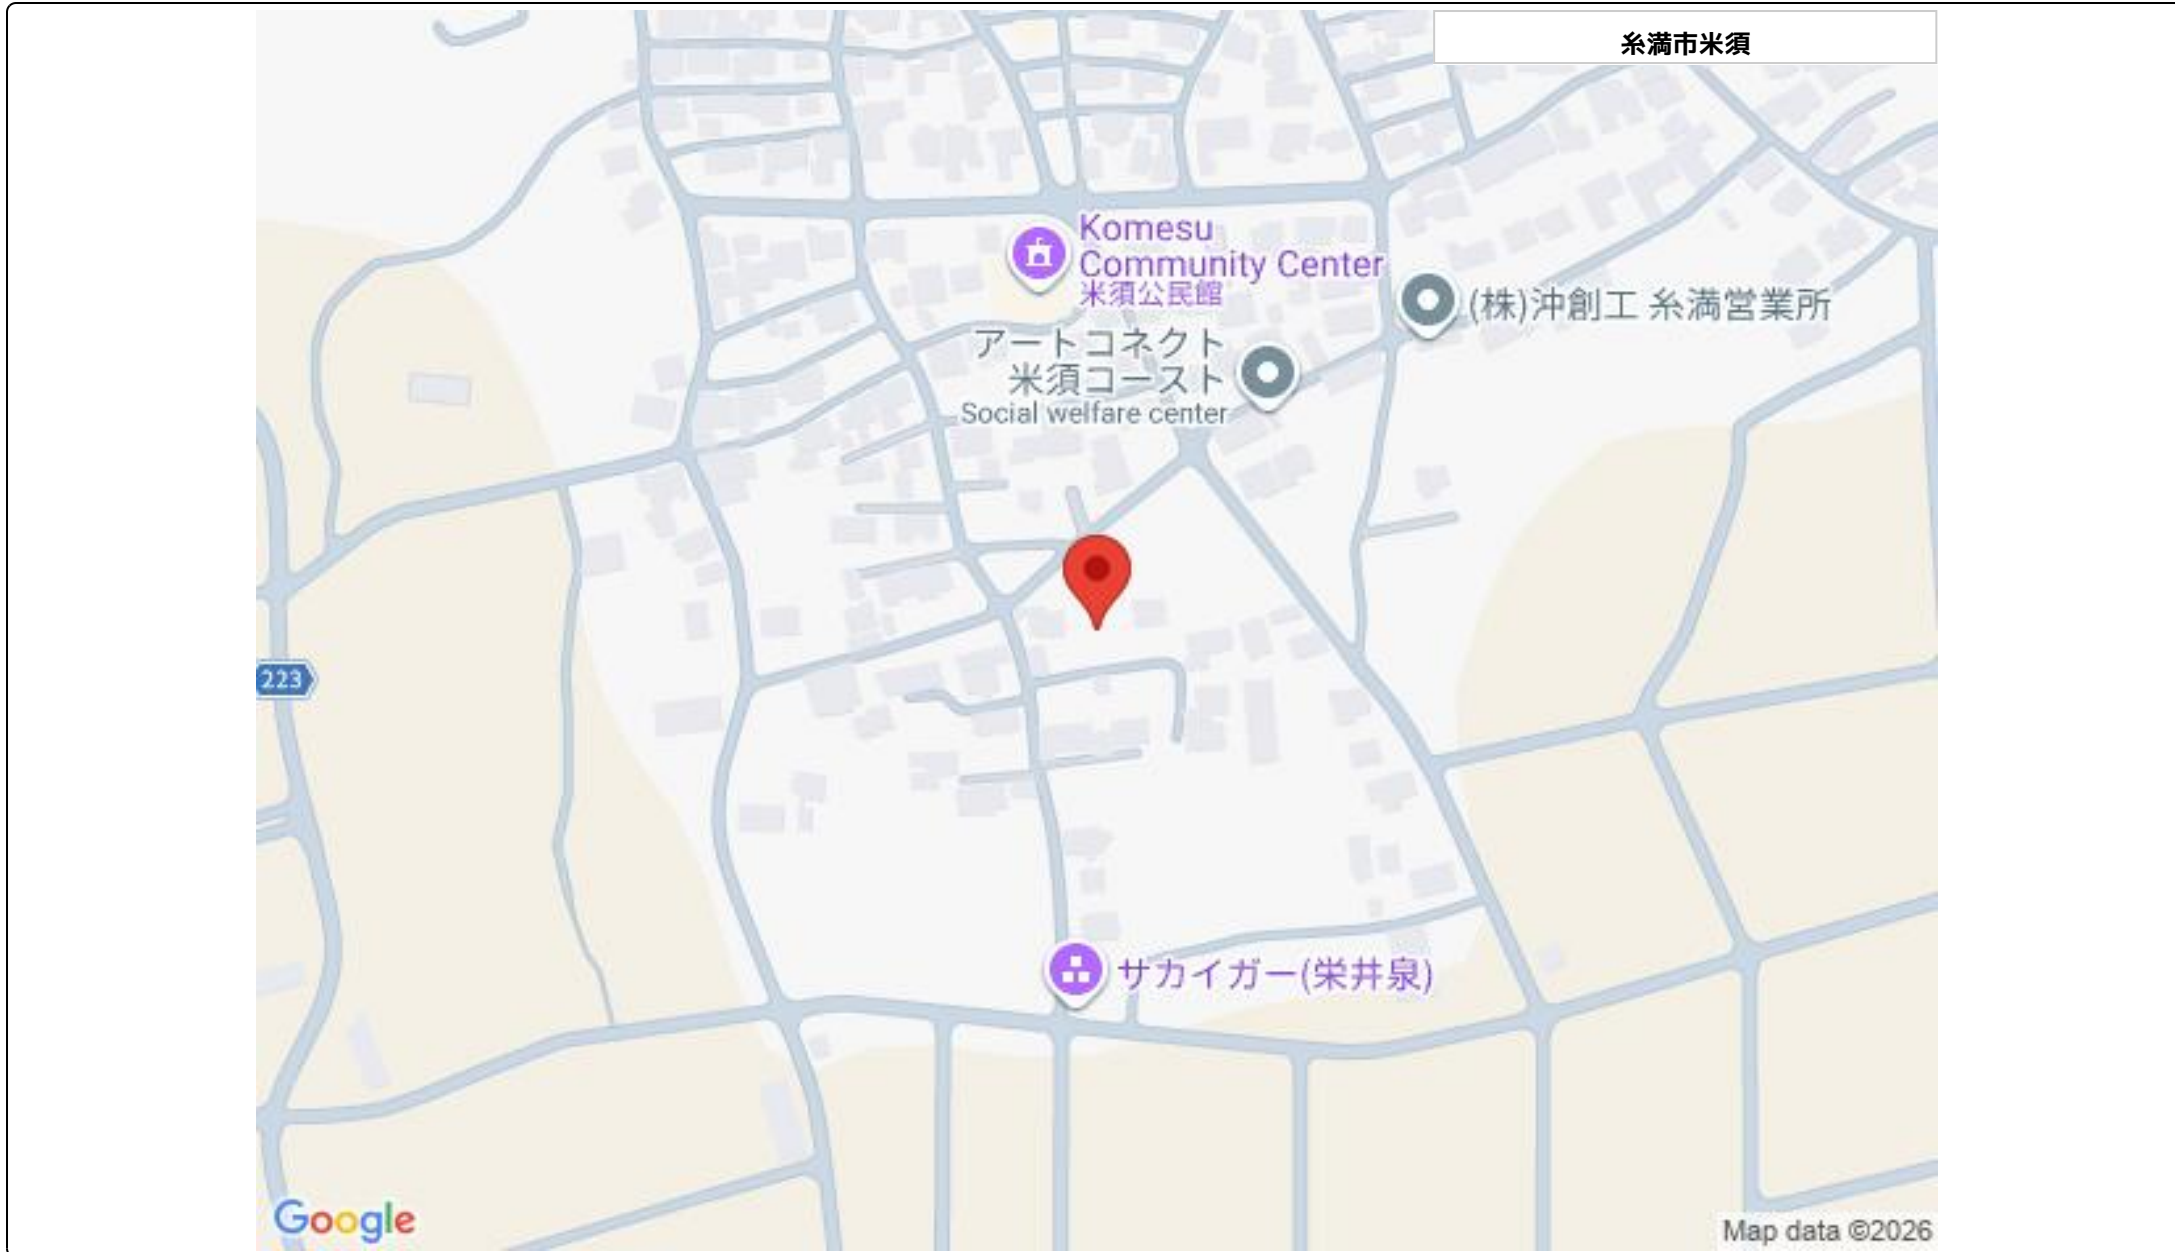 糸満市米須
Komesu
Community Center
米須公民館
(株)沖創工 糸満営業所
アートコネクト
米須コースト
Social welfare center
223
サカイガー(栄井泉)
Google
Map data ©2026